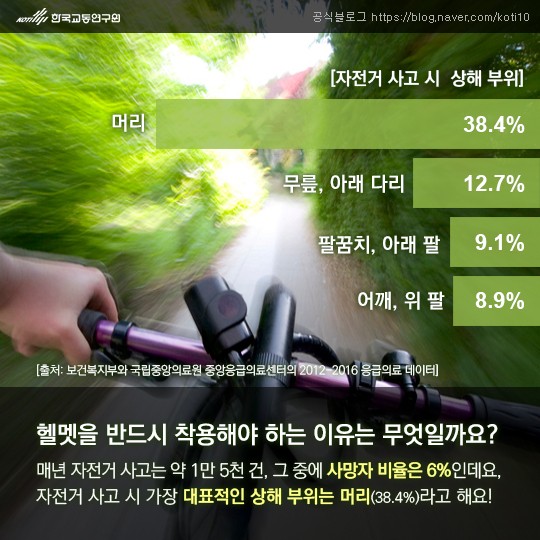 KOTI 한국교통연구원
공식블로그 https://blog.naver.com/koti10
[자전거 사고 시 상해 부위]
머리 38.4%
무릎, 아래 다리 12.7%
팔꿈치, 아래 팔 9.1%
어깨, 위 팔 8.9%
[출처: 보건복지부와 국립중앙의료원 중앙응급의료센터의 2012-2016 응급의료 데이터]
헬멧을 반드시 착용해야 하는 이유는 무엇일까요?
매년 자전거 사고는 약 1만 5천 건, 그 중에 사망자 비율은 6%인데요,
자전거 사고 시 가장 대표적인 상해 부위는 머리(38.4%)라고 해요!